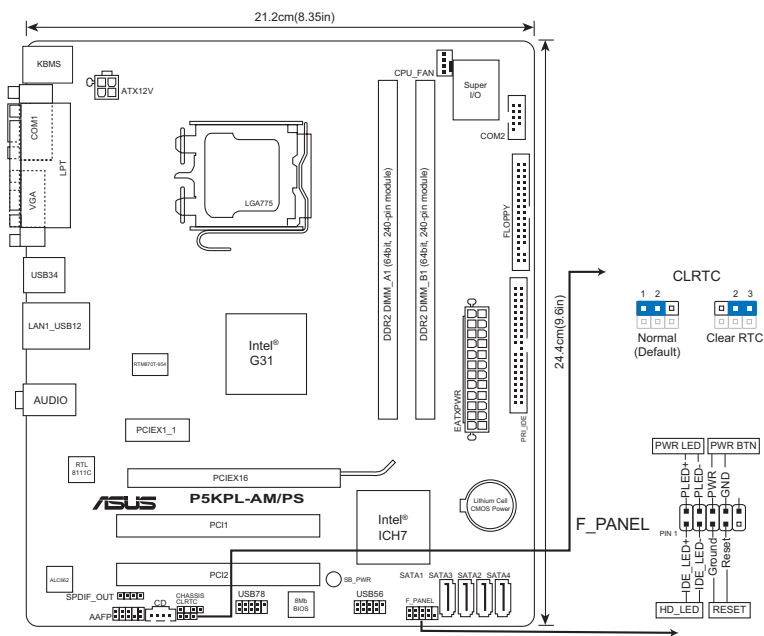 21.2cm(8.35in)
KBMS
ATX12V
CPU_FAN
Super
I/O
COM2
COM1
LPT
VGA
LGA775
DDR2 DIMM_A1 (64bit, 240-pin module)
DDR2 DIMM_B1 (64bit, 240-pin module)
FLOPPY
24.4cm(9.6in)
USB34
LAN1_USB12
Intel®
G31
RTM870T-954
EATXPWR
PRI_IDE
AUDIO
PCIEX1_1
RTL
8111C
PCIEX16
ASUS
P5KPL-AM/PS
Lithium Cell
CMOS Power
PCI1
Intel®
ICH7
PCI2
ALC662
SB_PWR
SATA1 SATA3 SATA2 SATA4
SPDIF_OUT
AAFP
CD
CHASSIS
CLRTC
USB78
8Mb
BIOS
USB56
F_PANEL
CLRTC
1 2
2 3
Normal
(Default)
Clear RTC
F_PANEL
PWR LED
PWR BTN
PLED+
PLED-
PWR
GND
PIN 1
IDE_LED+
IDE_LED-
Ground
Reset
HD_LED
RESET